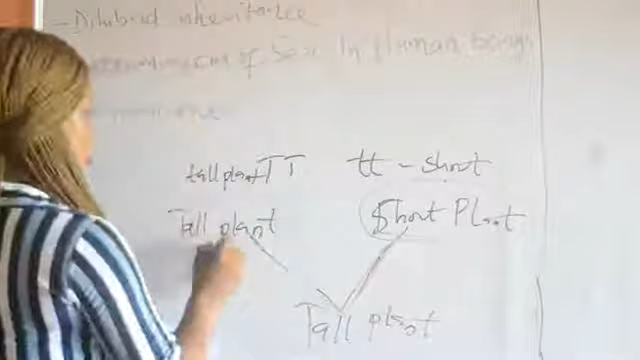 - Dihybrid inheritance
of Sex In Human beings
tall plant TT tt - short
Tall plant Short Plant
Tall plant